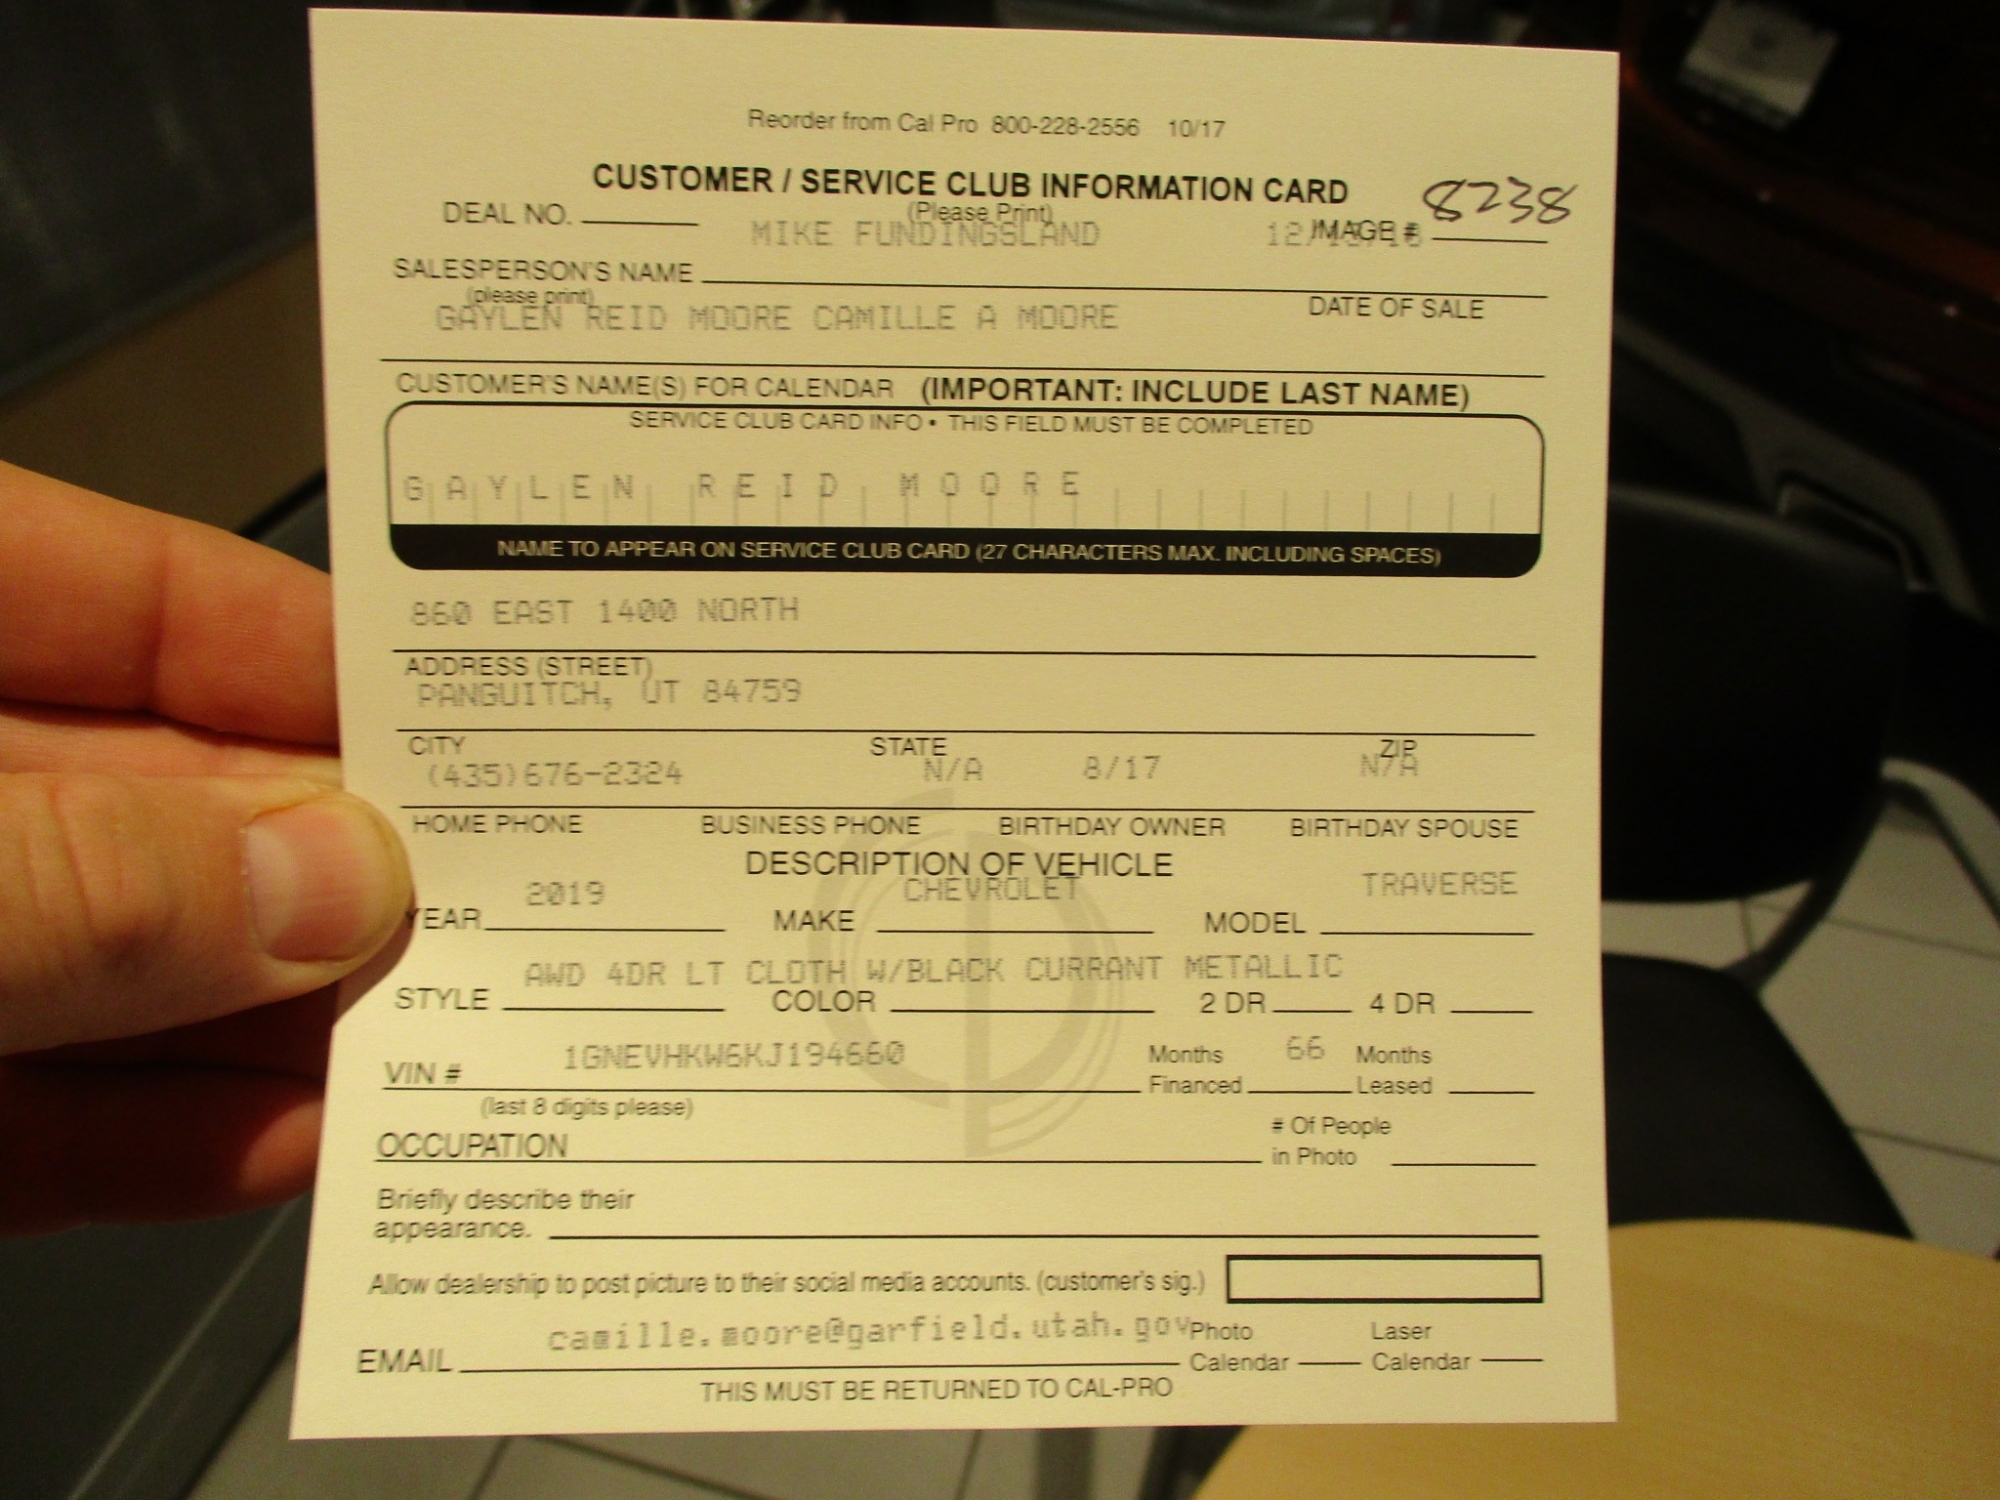 Reorder from Cal Pro 800-228-2556 10/17
CUSTOMER / SERVICE CLUB INFORMATION CARD
8238
DEAL NO.
(Please Print)
IMAGE #
MIKE FUNDINGSLAND
SALESPERSON'S NAME
(please print)
DATE OF SALE
GAYLEN REID MOORE CAMILLE A MOORE
CUSTOMER'S NAME(S) FOR CALENDAR (IMPORTANT: INCLUDE LAST NAME)
SERVICE CLUB CARD INFO • THIS FIELD MUST BE COMPLETED
GAYLEN REID MOORE
NAME TO APPEAR ON SERVICE CLUB CARD (27 CHARACTERS MAX. INCLUDING SPACES)
860 EAST 1400 NORTH
ADDRESS (STREET)
PANGUITCH, UT 84759
CITY STATE ZIP
(435)676-2324 N/A 8/17 N/A
HOME PHONE BUSINESS PHONE BIRTHDAY OWNER BIRTHDAY SPOUSE
DESCRIPTION OF VEHICLE
2019 CHEVROLET TRAVERSE
YEAR MAKE MODEL
AWD 4DR LT CLOTH W/BLACK CURRANT METALLIC
STYLE COLOR 2 DR 4 DR
1GNEVHKW6KJ194660 66
VIN # Months Financed Months Leased
(last 8 digits please)
OCCUPATION # Of People in Photo
Briefly describe their
appearance.
Allow dealership to post picture to their social media accounts. (customer's sig.)
camille.moore@garfield.utah.gov
EMAIL Photo Calendar Laser Calendar
THIS MUST BE RETURNED TO CAL-PRO